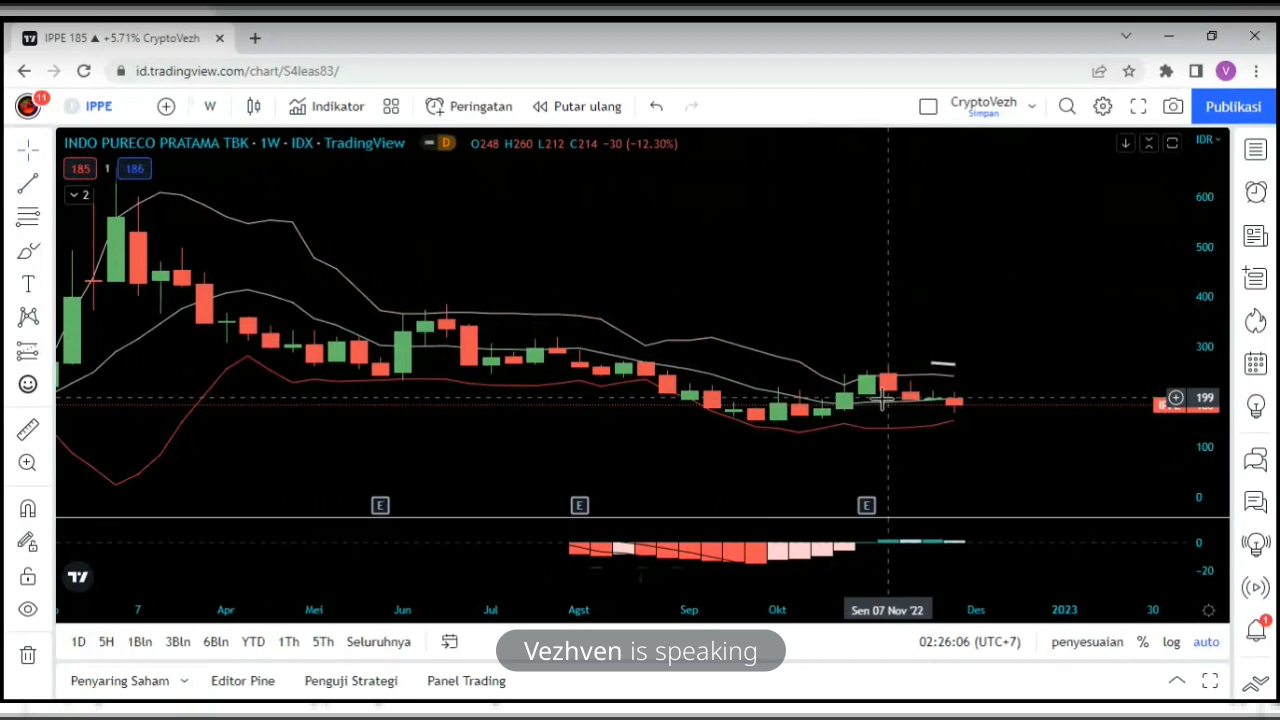 IPPE 185 ▲ +5.71% CryptoVezh
id.tradingview.com/chart/S4leas83/
V
11
IPPE
W
Indikator
Peringatan
Putar ulang
CryptoVezh
Simpan
Publikasi
INDO PURECO PRATAMA TBK · 1W · IDX · TradingView
D
O248 H260 L212 C214 −30 (−12.30%)
IDR
185
1
186
2
600
500
400
300
199
100
0
E
E
E
0
−20
7
Apr
Mei
Jun
Jul
Agst
Sep
Okt
Sen 07 Nov '22
Des
2023
30
1D
5H
1Bln
3Bln
6Bln
YTD
1Th
5Th
Seluruhnya
02:26:06 (UTC+7)
penyesuaian
%
log
auto
1
Vezhven is speaking
Penyaring Saham
Editor Pine
Penguji Strategi
Panel Trading